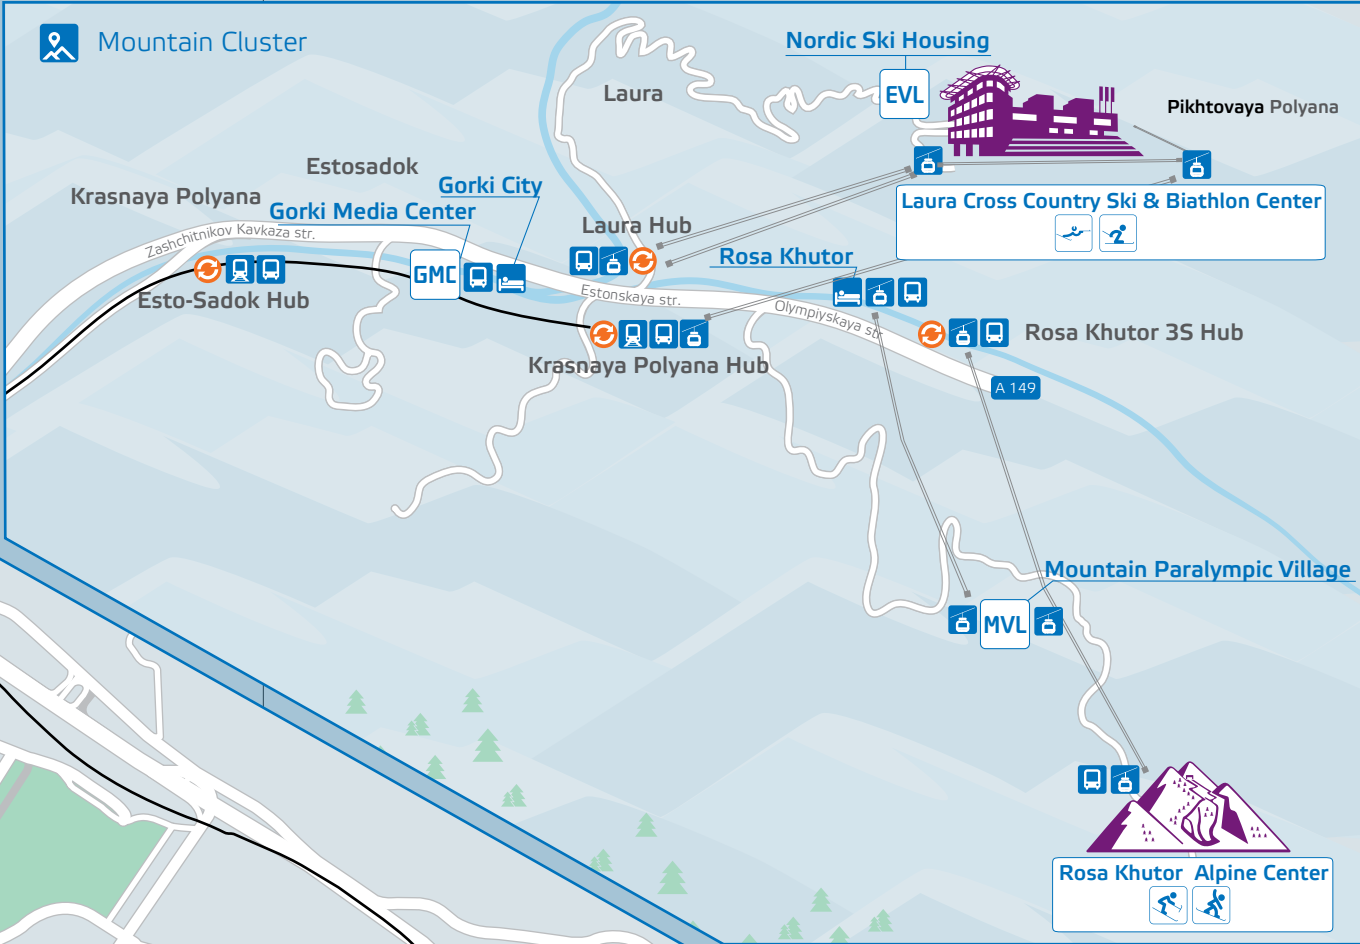 Mountain Cluster
Nordic Ski Housing
EVL
Laura
Pikhtovaya Polyana
Estosadok
Krasnaya Polyana
Gorki City
Gorki Media Center
Laura Cross Country Ski & Biathlon Center
Laura Hub
Zashchitnikov Kavkaza str.
Rosa Khutor
GMC
Esto-Sadok Hub
Estonskaya str.
Olympiyskaya str.
Rosa Khutor 3S Hub
Krasnaya Polyana Hub
A 149
Mountain Paralympic Village
MVL
Rosa Khutor Alpine Center